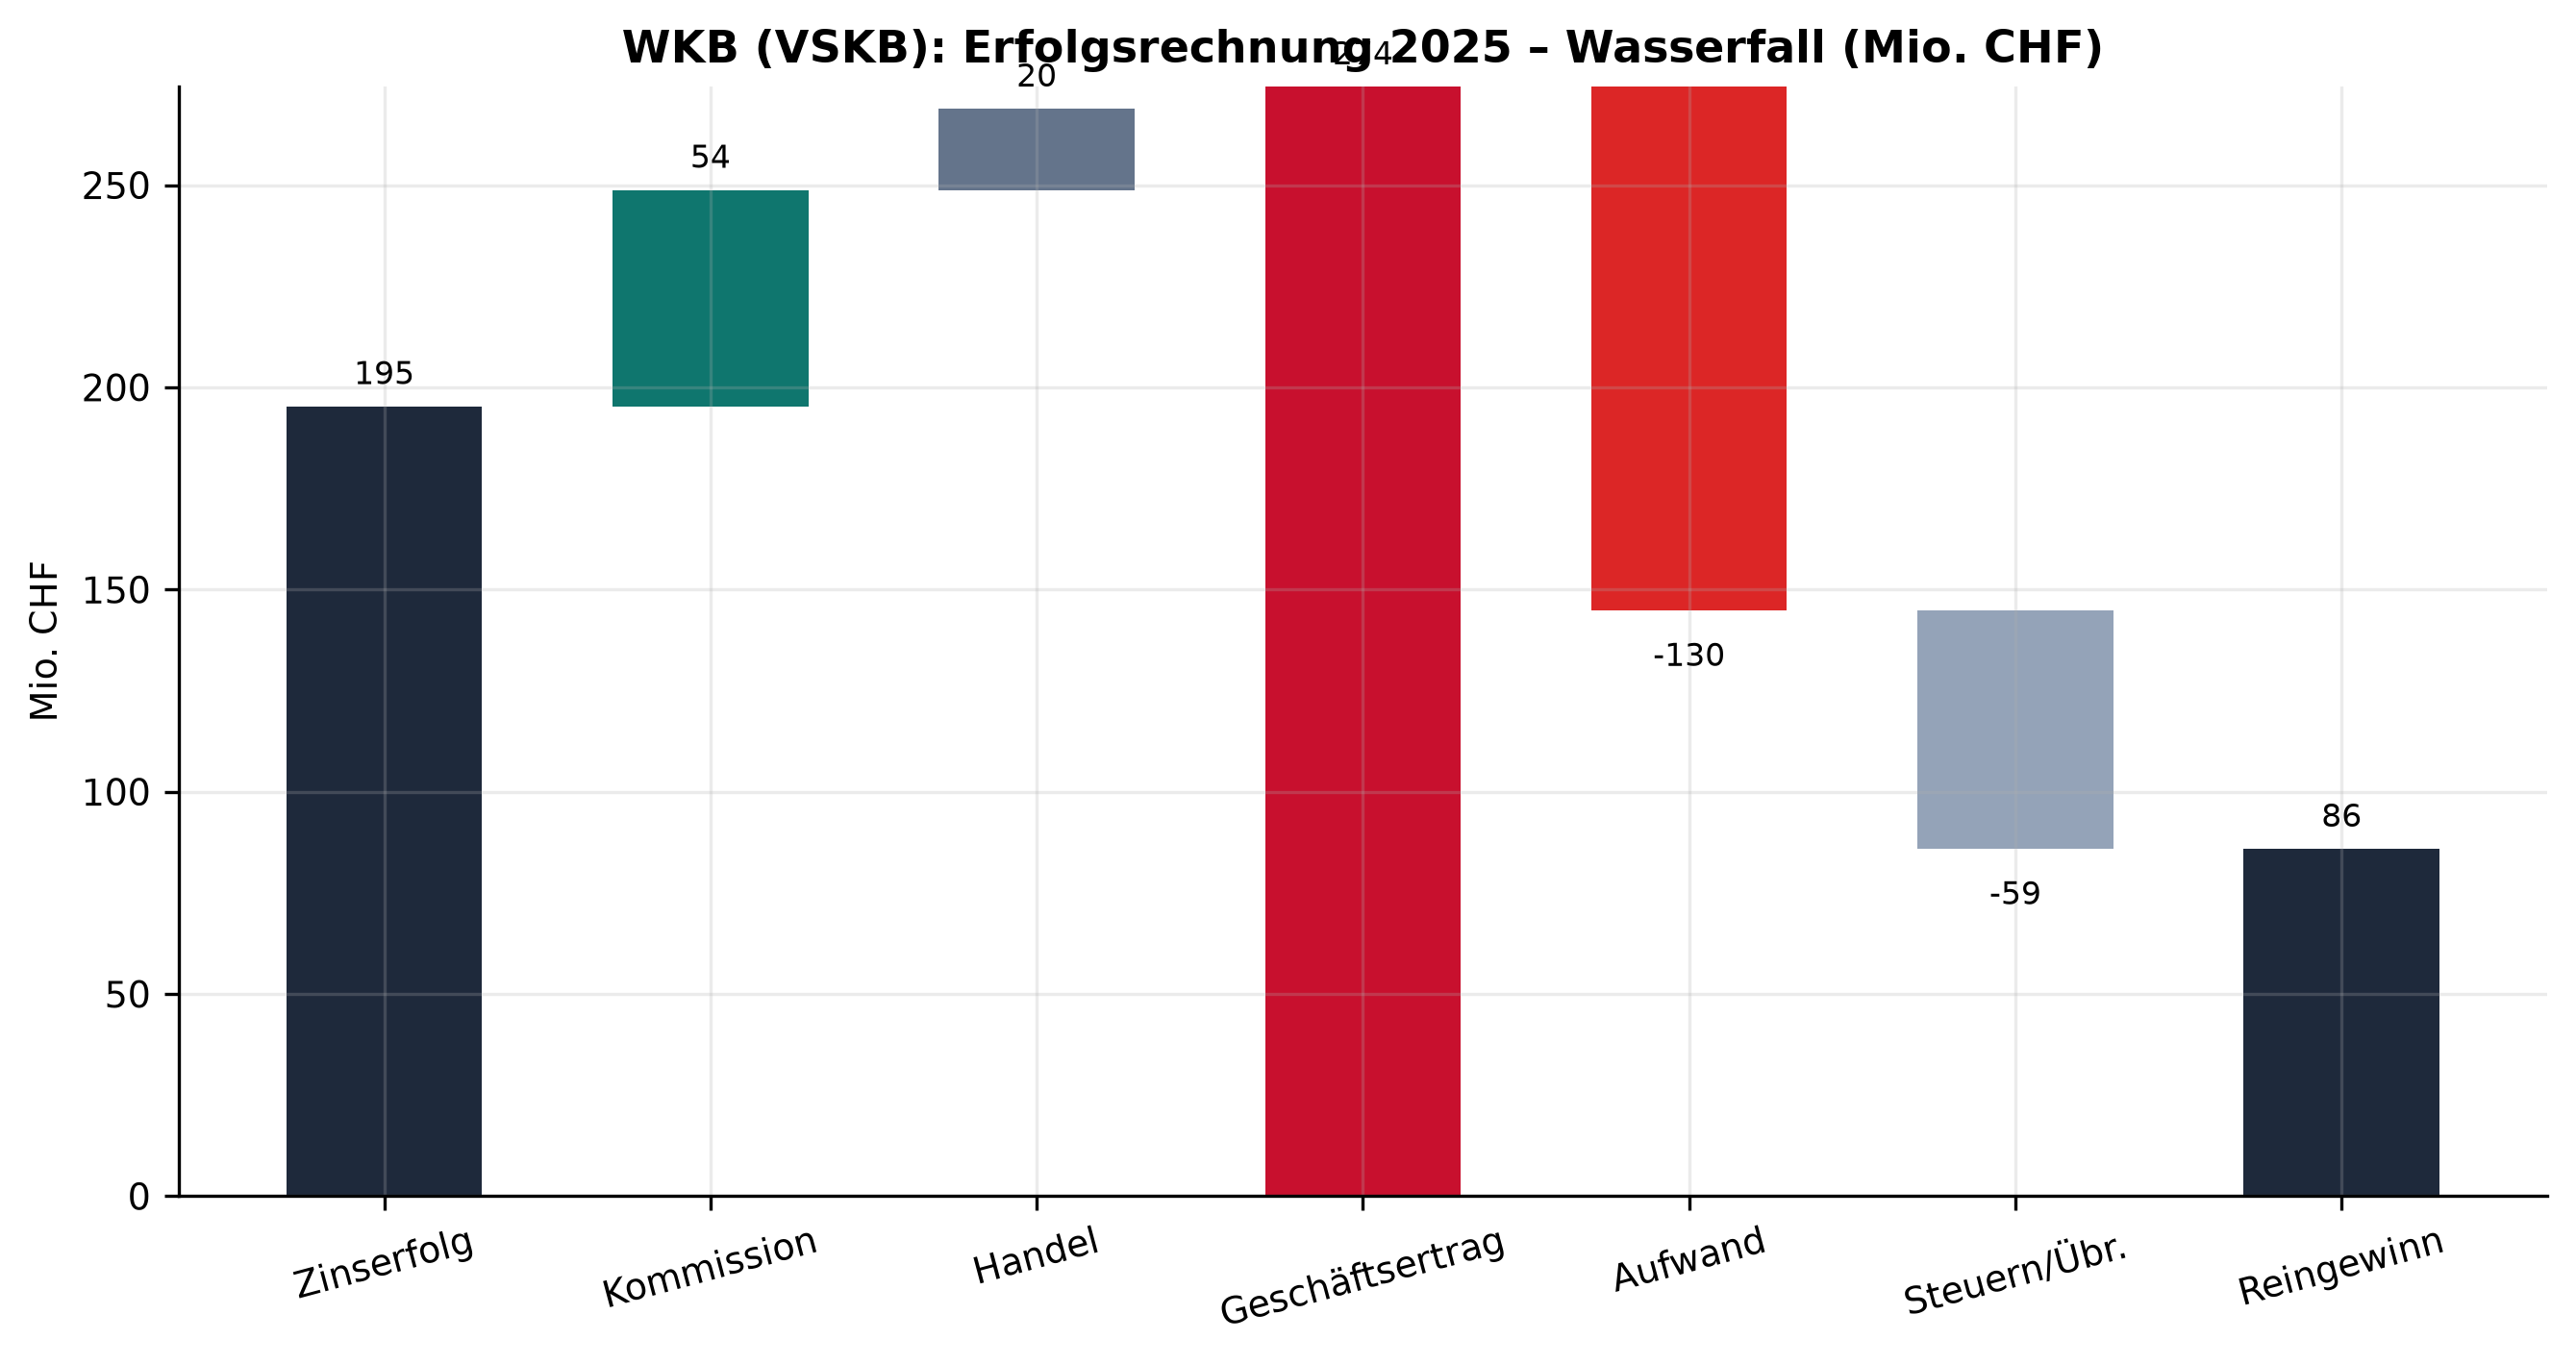 WKB (VSKB): Erfolgsrechnung 2025 – Wasserfall (Mio. CHF)
20
54
195
-130
86
-59
Mio. CHF
250
200
150
100
50
0
Zinserfolg
Kommission
Handel
Geschäftsertrag
Aufwand
Steuern/Übr.
Reingewinn